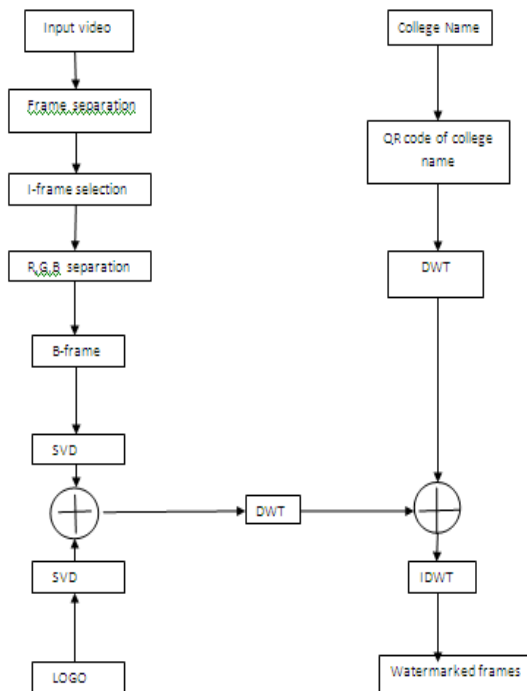 Input video
Frame separation
I-frame selection
R,G,B separation
B-frame
SVD
SVD
LOGO
DWT
College Name
QR code of college
name
DWT
IDWT
Watermarked frames